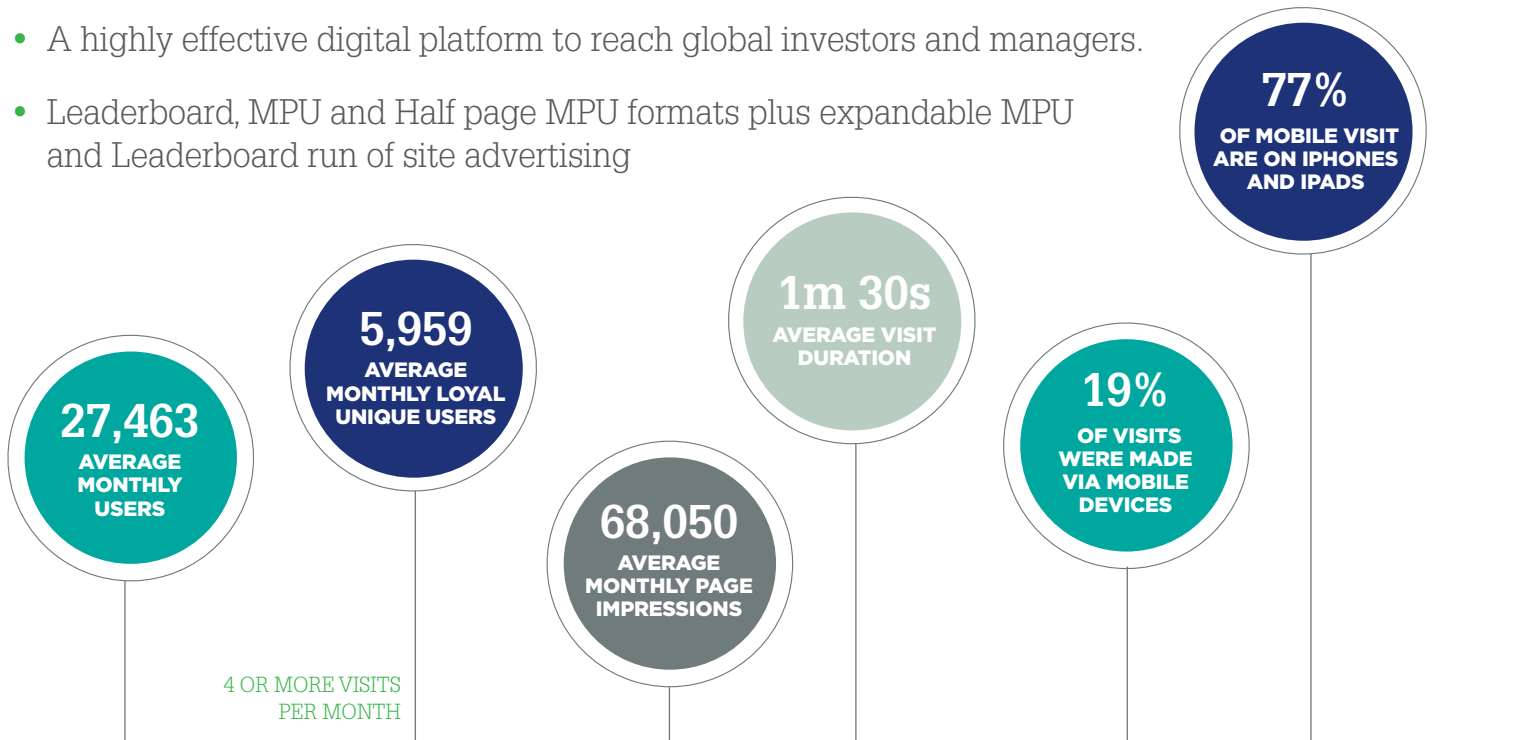 • A highly effective digital platform to reach global investors and managers.
• Leaderboard, MPU and Half page MPU formats plus expandable MPU
and Leaderboard run of site advertising
77%
OF MOBILE VISIT
ARE ON IPHONES
AND IPADS
27,463
AVERAGE
MONTHLY
USERS
5,959
AVERAGE
MONTHLY LOYAL
UNIQUE USERS
4 OR MORE VISITS
PER MONTH
68,050
AVERAGE
MONTHLY PAGE
IMPRESSIONS
1m 30s
AVERAGE VISIT
DURATION
19%
OF VISITS
WERE MADE
VIA MOBILE
DEVICES